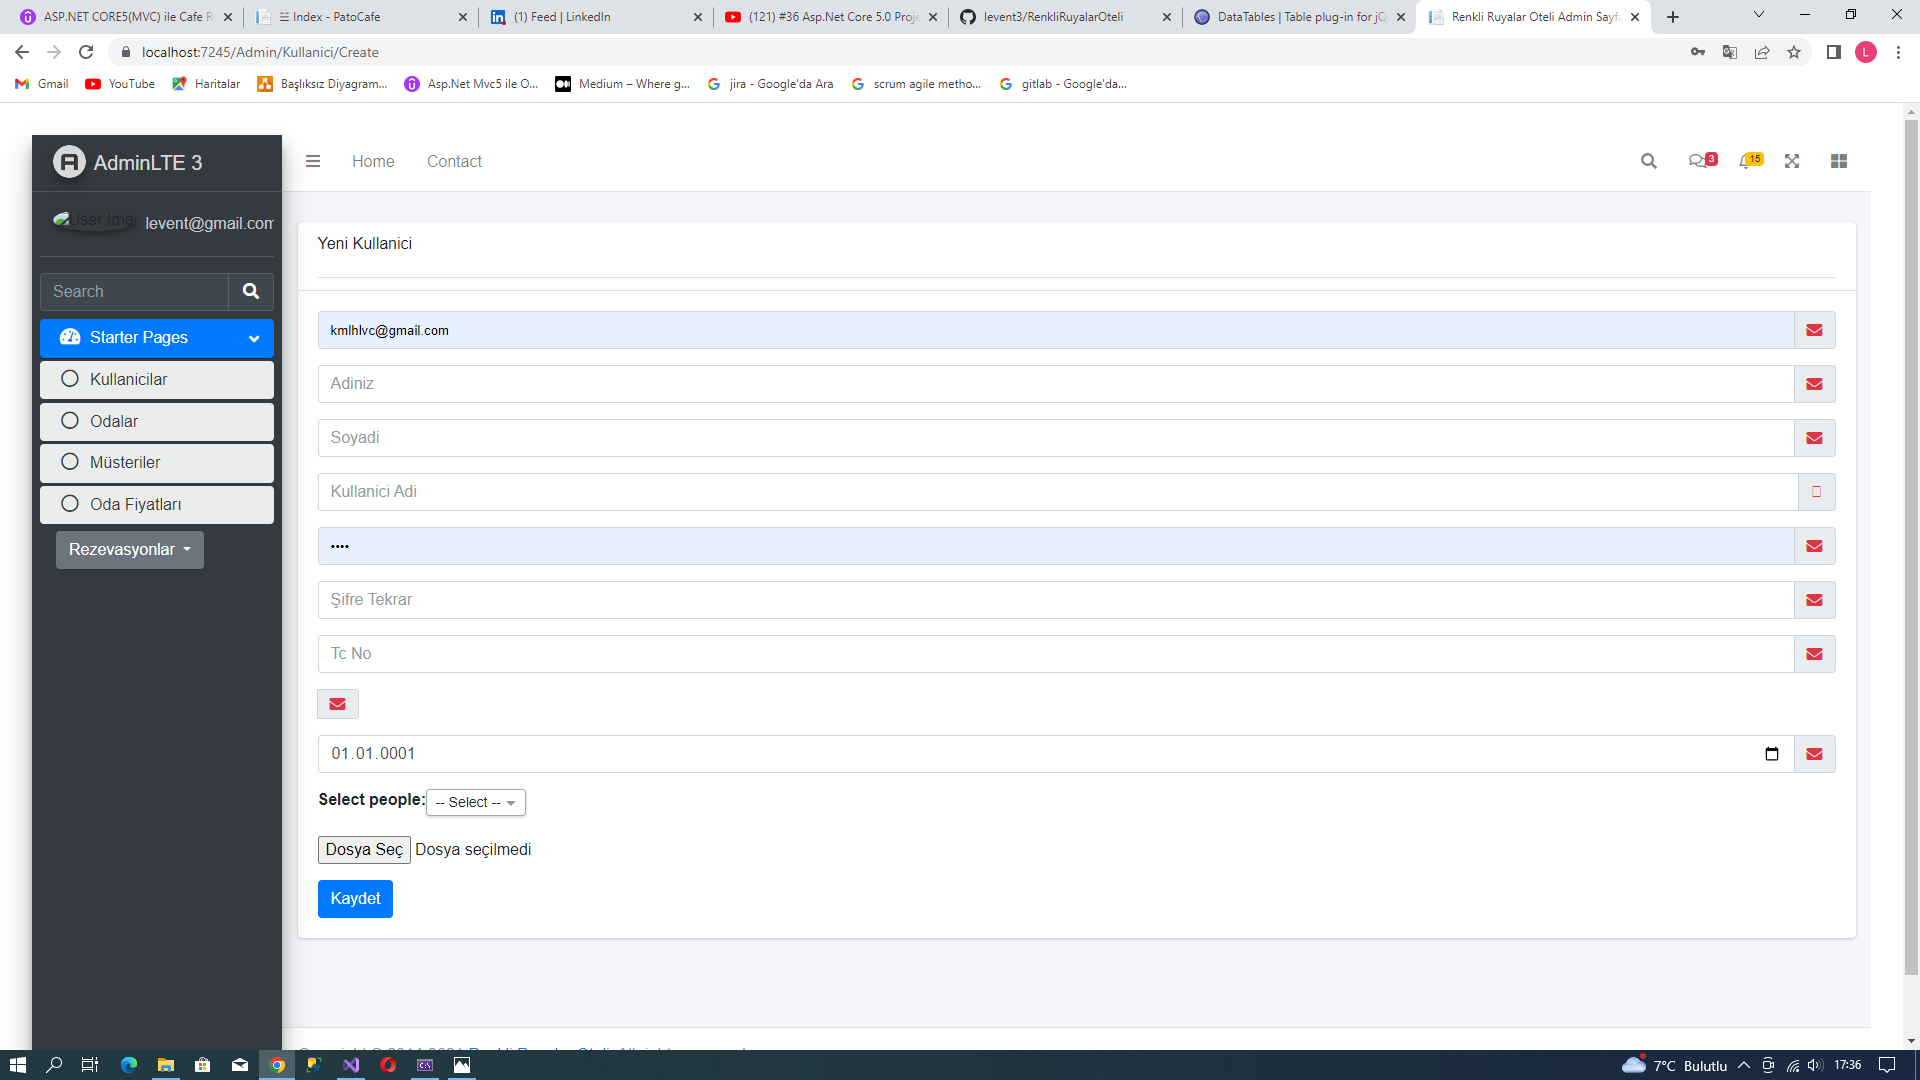 ASP.NET CORE5(MVC) ile Cafe R
Index - PatoCafe
(1) Feed | LinkedIn
(121) #36 Asp.Net Core 5.0 Proje
levent3/RenkliRuyalarOteli
DataTables | Table plug-in for jQ
Renkli Ruyalar Oteli Admin Sayfa
localhost:7245/Admin/Kullanici/Create
L
Gmail
YouTube
Haritalar
Başlıksız Diyagram...
Asp.Net Mvc5 ile O...
Medium – Where g...
jira - Google'da Ara
scrum agile metho...
gitlab - Google'da...
AdminLTE 3
Home
Contact
3
15
User Ima
levent@gmail.com
Search
Starter Pages
Kullanicilar
Odalar
Müsteriler
Oda Fiyatları
Rezevasyonlar
Yeni Kullanici
kmlhlvc@gmail.com
Adiniz
Soyadi
Kullanici Adi
••••
Şifre Tekrar
Tc No
01.01.0001
Select people:
-- Select --
Dosya Seç
Dosya seçilmedi
Kaydet
7°C Bulutlu
17:36